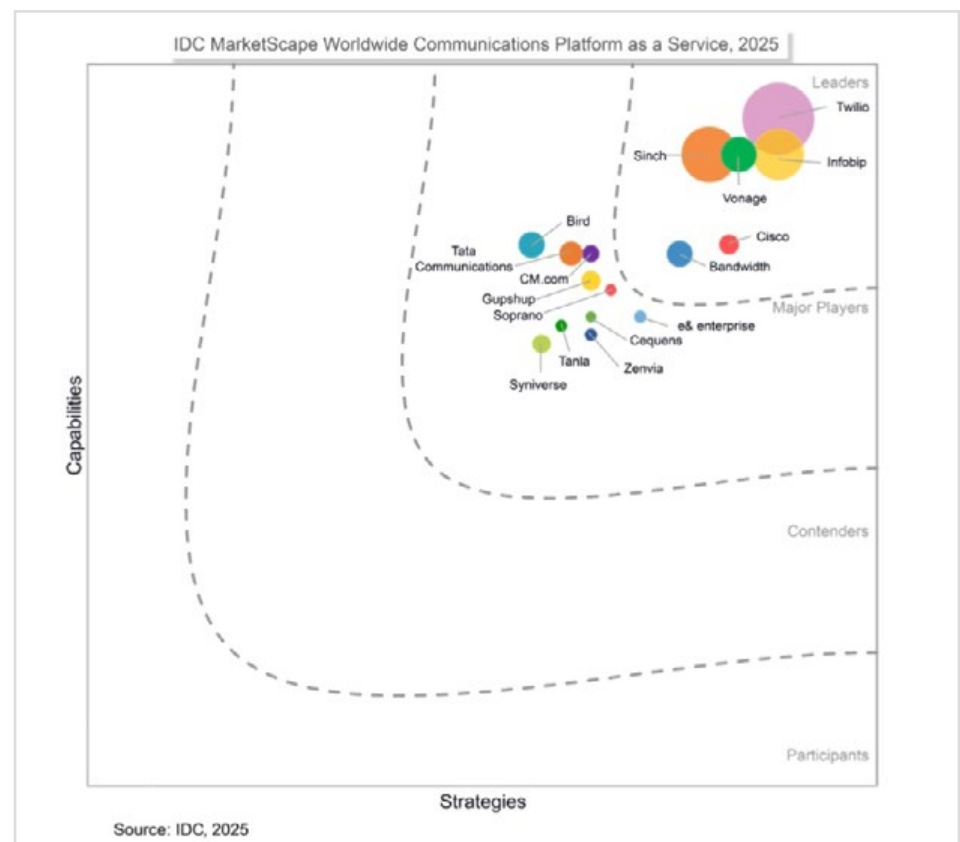 IDC MarketScape Worldwide Communications Platform as a Service, 2025
Leaders
Twilio
Sinch
Infobip
Vonage
Bird
Cisco
Tata
Communications
Bandwidth
CM.com
Gupshup
Major Players
Soprano
e& enterprise
Cequens
Tanla
Zenvia
Syniverse
Capabilities
Contenders
Participants
Strategies
Source: IDC, 2025